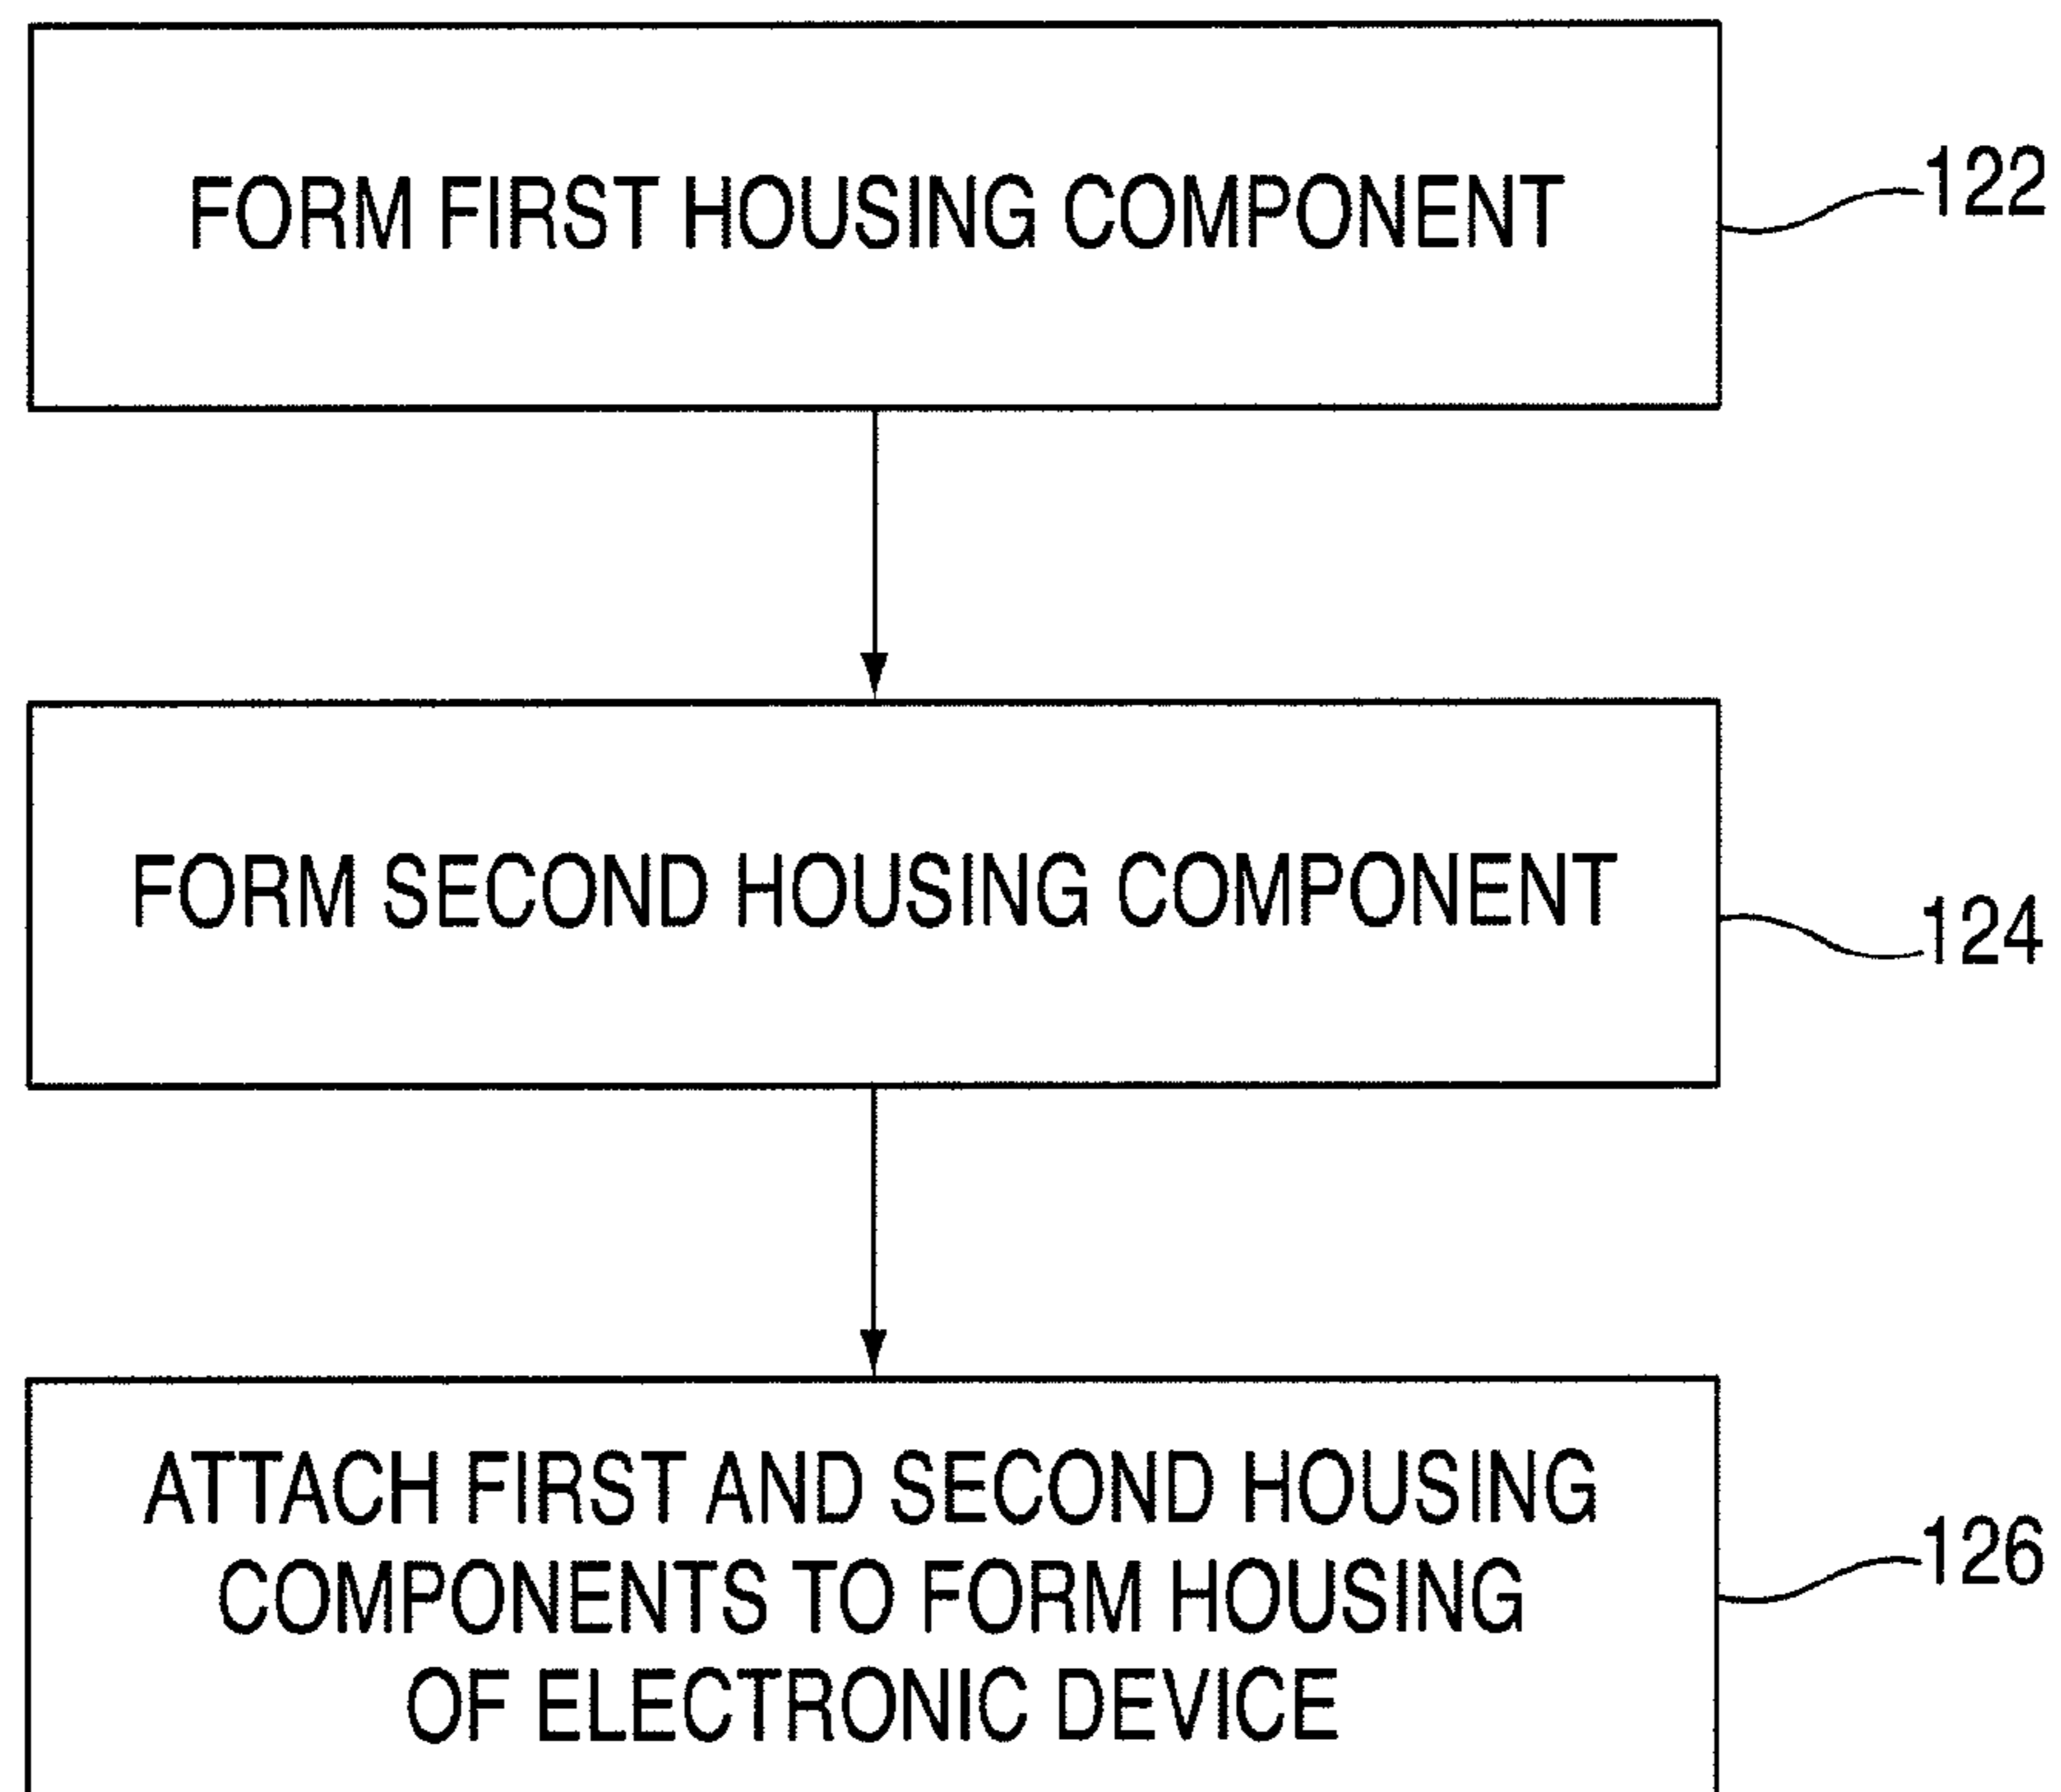 FORM FIRST HOUSING COMPONENT
122
FORM SECOND HOUSING COMPONENT
124
ATTACH FIRST AND SECOND HOUSING
COMPONENTS TO FORM HOUSING
OF ELECTRONIC DEVICE
126